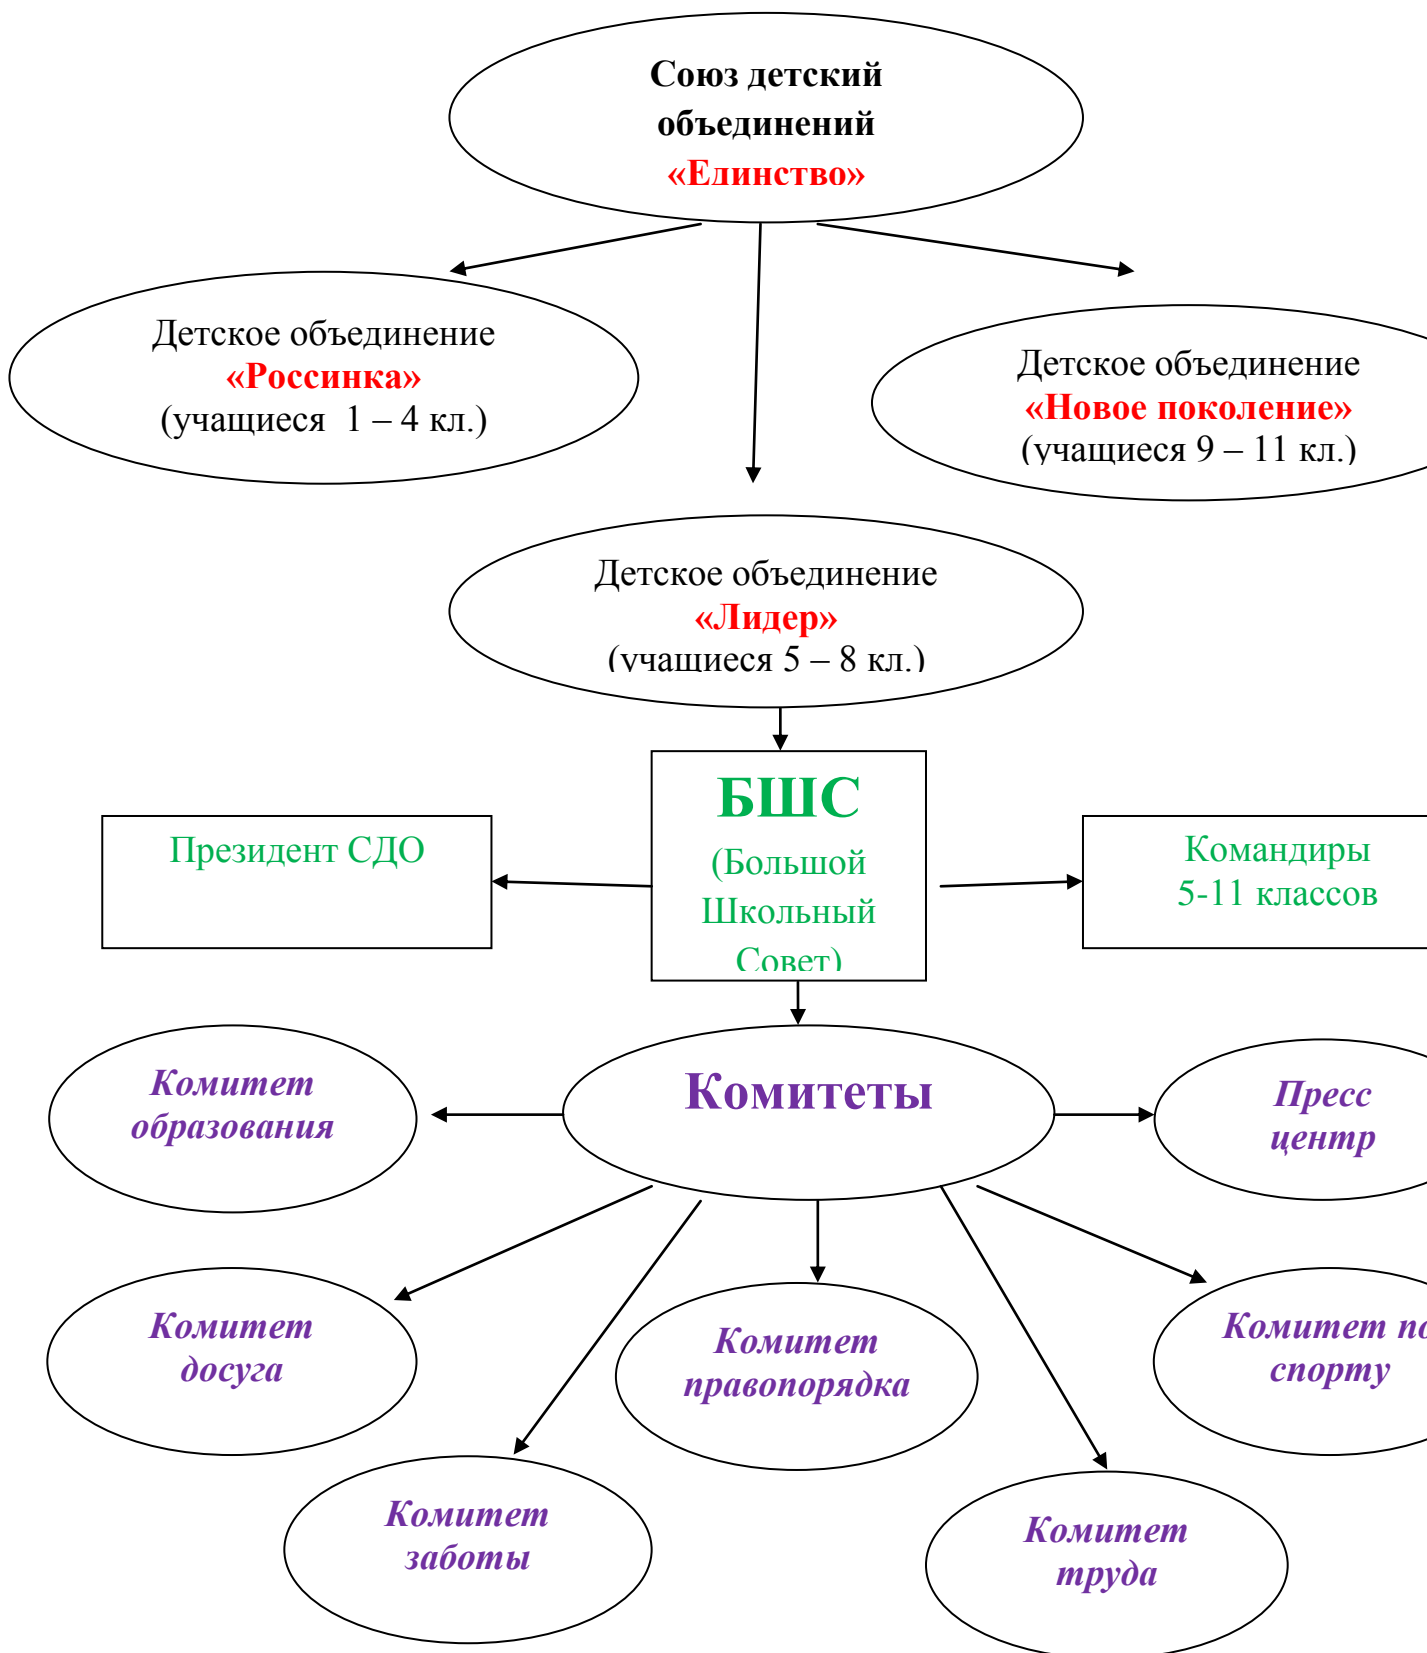 Союз детский
объединений
«Единство»
Детское объединение
«Россинка»
(учащиеся 1 – 4 кл.)
Детское объединение
«Новое поколение»
(учащиеся 9 – 11 кл.)
Детское объединение
«Лидер»
(учащиеся 5 – 8 кл.)
БШС
(Большой
Школьный
Совет)
Президент СДО
Командиры
5-11 классов
Комитеты
Комитет
образования
Пресс
центр
Комитет
досуга
Комитет
правопорядка
Комитет по
спорту
Комитет
заботы
Комитет
труда